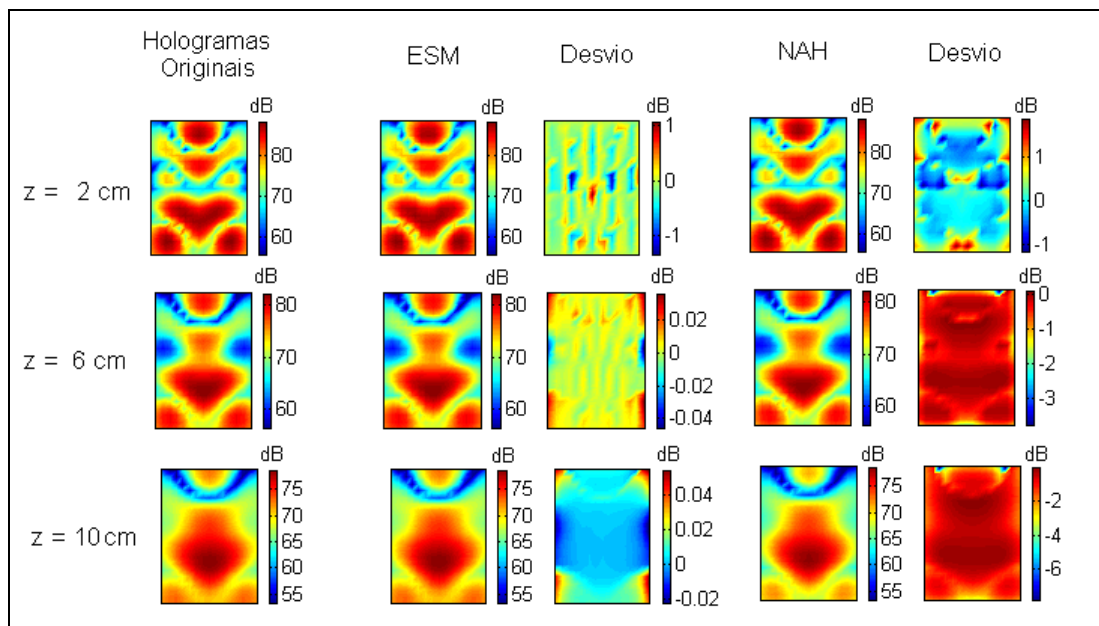 Hologramas
Originais
ESM
Desvio
NAH
Desvio
z = 2 cm
dB
80
70
60
dB
80
70
60
dB
1
0
-1
dB
80
70
60
dB
1
0
-1
z = 6 cm
dB
80
70
60
dB
80
70
60
dB
0.02
0
-0.02
-0.04
dB
80
70
60
dB
0
-1
-2
-3
z = 10 cm
dB
75
70
65
60
55
dB
75
70
65
60
55
dB
0.04
0.02
0
-0.02
dB
75
70
65
60
55
dB
-2
-4
-6